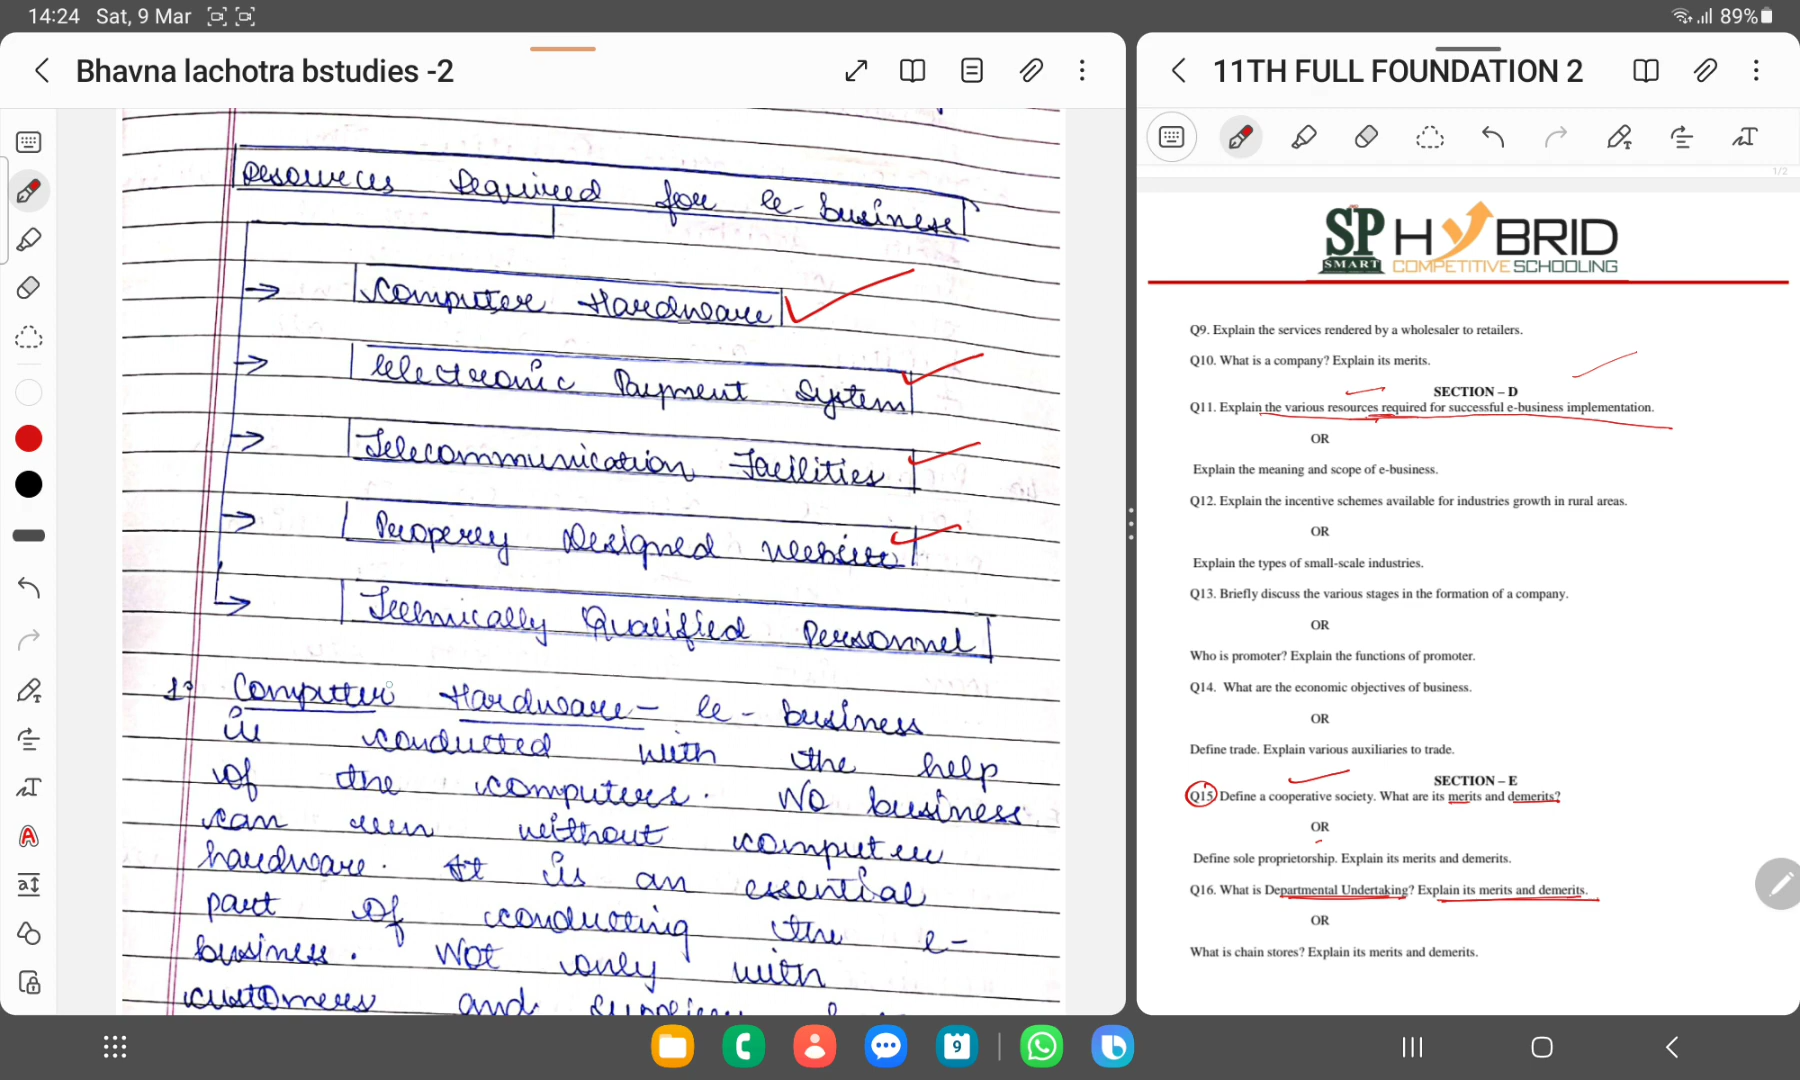 14:24 Sat, 9 Mar
89%
Bhavna lachotra bstudies -2
Resources required for e-business
Computer Hardware
Electronic Payment System
Telecommunication Facilities
Properly Designed Website
Technically Qualified Personnel
1. Computer Hardware - e-business
is conducted with the help
of the computers. No business
can run without computer
hardware. It is an essential
part of conducting the e-
business. Not only with
customers and
11TH FULL FOUNDATION 2
1/2
SP HYBRID
SMART COMPETITIVE SCHOOLING
Q9. Explain the services rendered by a wholesaler to retailers.
Q10. What is a company? Explain its merits.
SECTION – D
Q11. Explain the various resources required for successful e-business implementation.
OR
Explain the meaning and scope of e-business.
Q12. Explain the incentive schemes available for industries growth in rural areas.
OR
Explain the types of small-scale industries.
Q13. Briefly discuss the various stages in the formation of a company.
OR
Who is promoter? Explain the functions of promoter.
Q14. What are the economic objectives of business.
OR
Define trade. Explain various auxiliaries to trade.
SECTION – E
Q15. Define a cooperative society. What are its merits and demerits?
OR
Define sole proprietorship. Explain its merits and demerits.
Q16. What is Departmental Undertaking? Explain its merits and demerits.
OR
What is chain stores? Explain its merits and demerits.
9